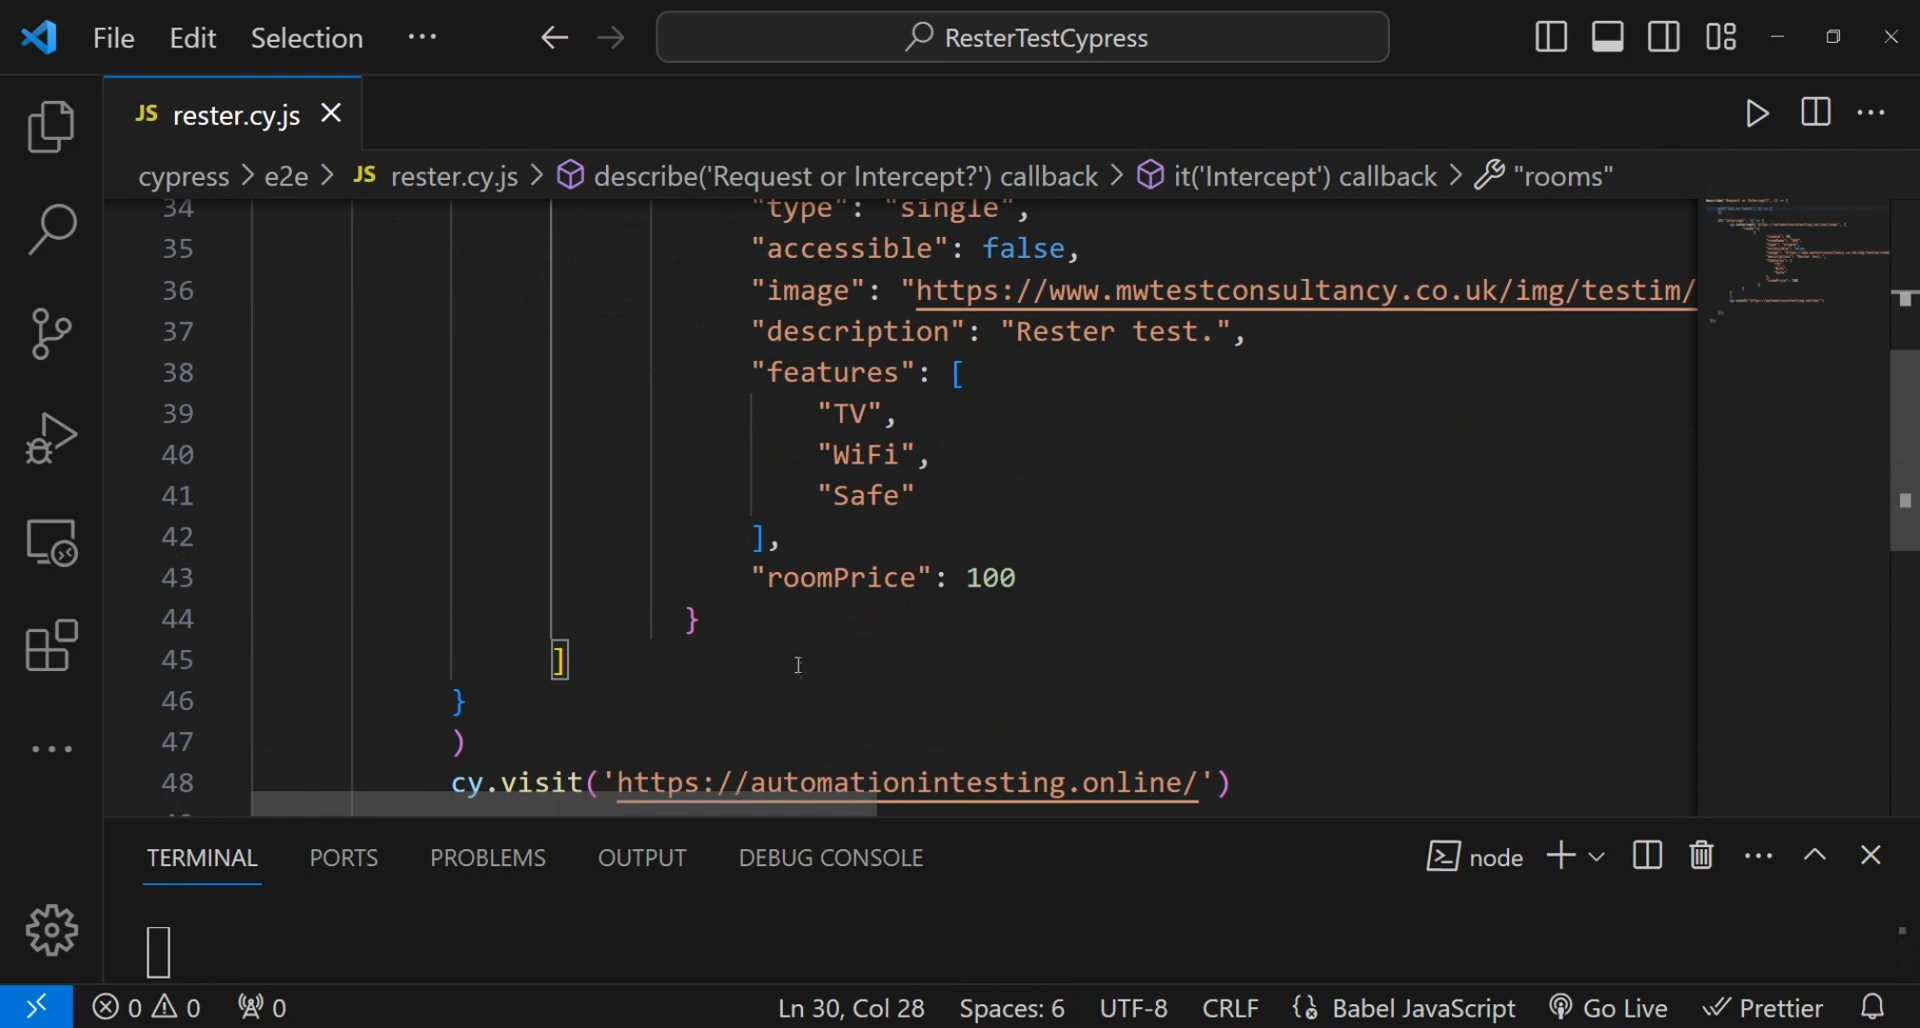 File Edit Selection ··· ResterTestCypress
JS rester.cy.js
cypress > e2e > JS rester.cy.js > describe('Request or Intercept?') callback > it('Intercept') callback > "rooms"
34 "type": "single",
35 "accessible": false,
36 "image": "https://www.mwtestconsultancy.co.uk/img/testim/
37 "description": "Rester test.",
38 "features": [
39 "TV",
40 "WiFi",
41 "Safe"
42 ],
43 "roomPrice": 100
44 }
45 ]
46 }
47 )
48 cy.visit('https://automationintesting.online/')
TERMINAL PORTS PROBLEMS OUTPUT DEBUG CONSOLE node
0 0 0 Ln 30, Col 28 Spaces: 6 UTF-8 CRLF Babel JavaScript Go Live Prettier